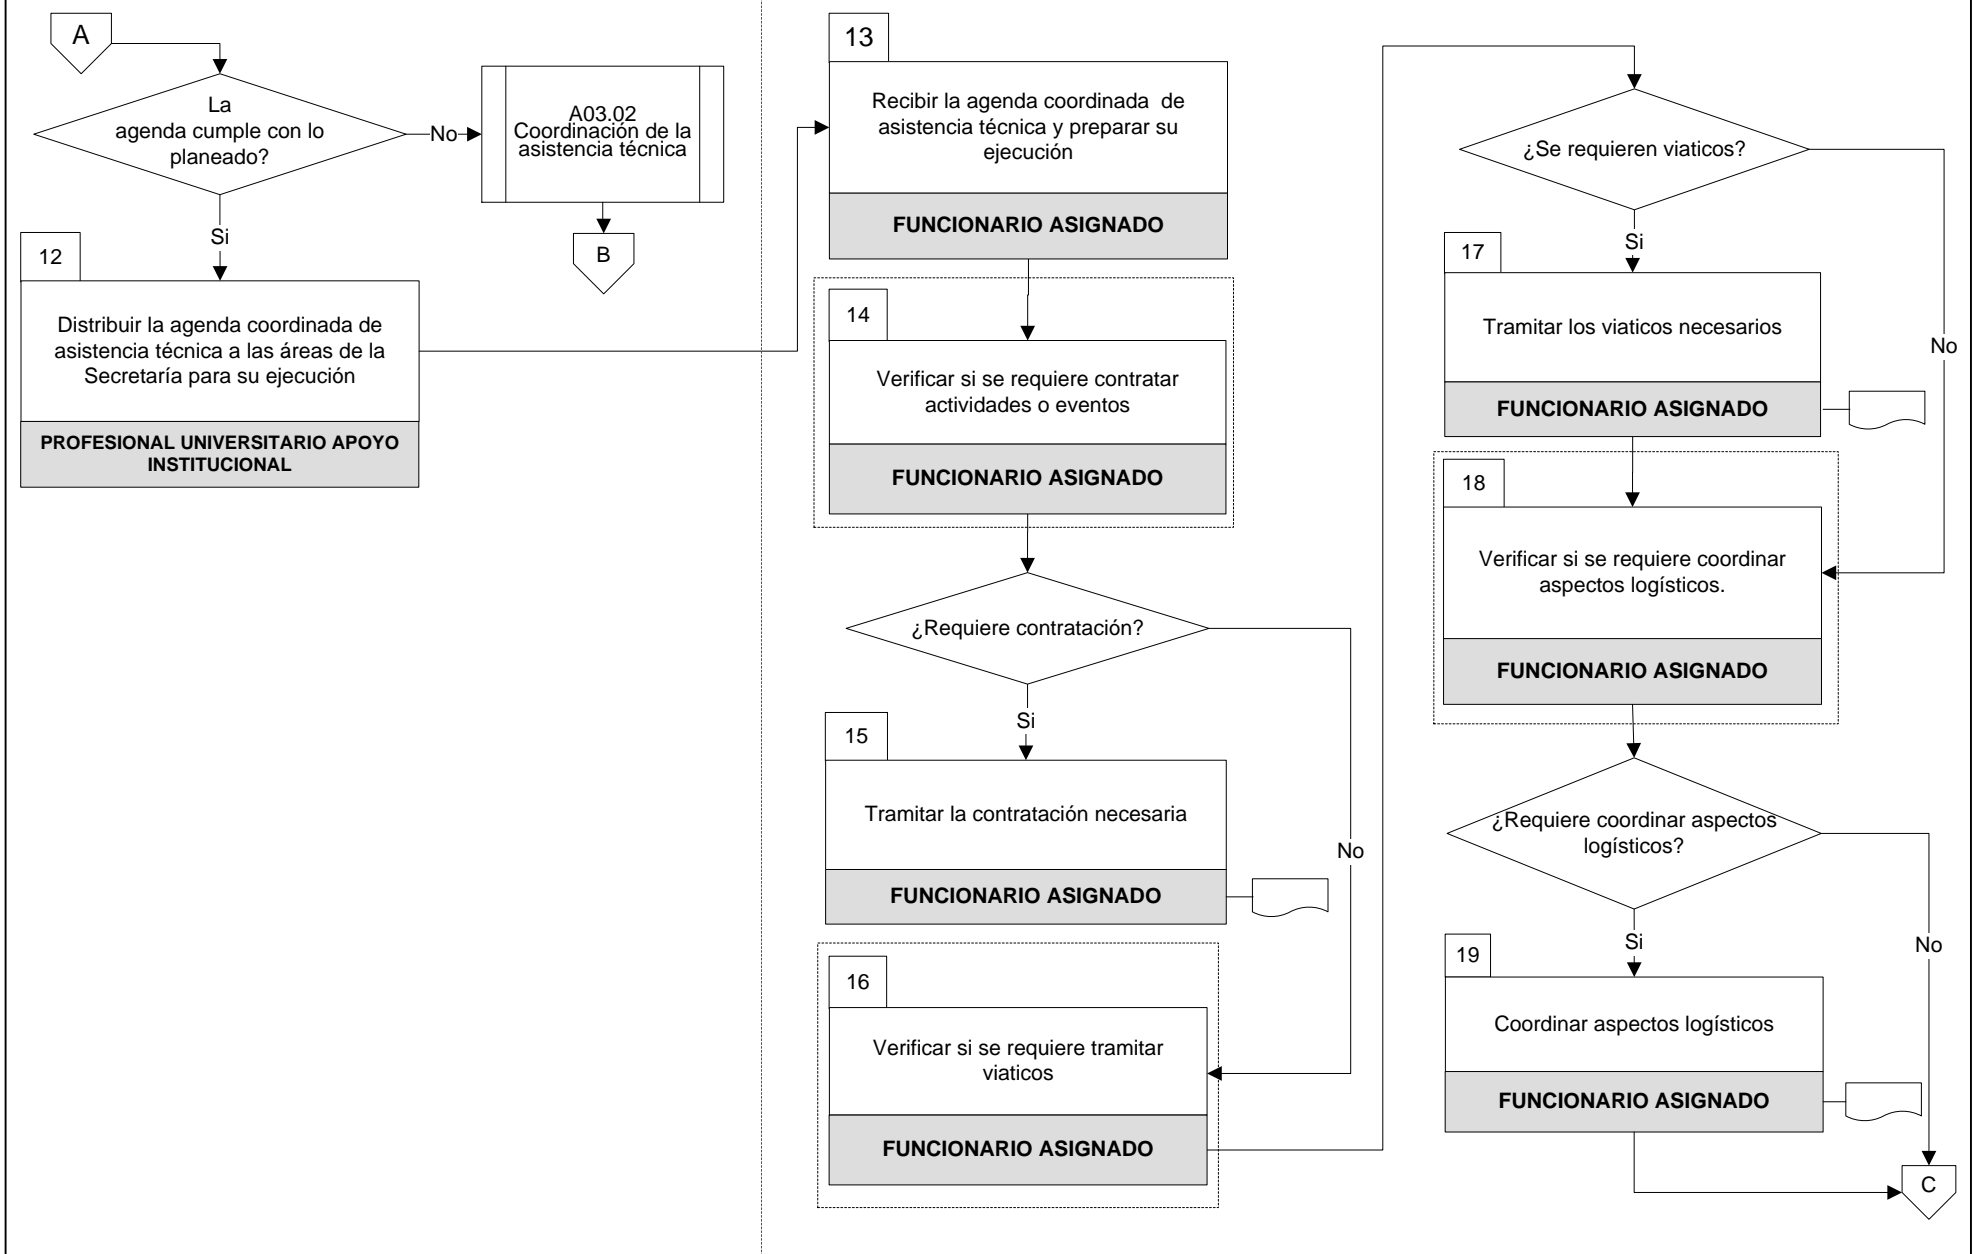 A
La
agenda cumple con lo
planeado?
No
A03.02
Coordinación de la
asistencia técnica
B
Si
12
Distribuir la agenda coordinada de
asistencia técnica a las áreas de la
Secretaría para su ejecución
PROFESIONAL UNIVERSITARIO APOYO
INSTITUCIONAL
13
Recibir la agenda coordinada de
asistencia técnica y preparar su
ejecución
FUNCIONARIO ASIGNADO
14
Verificar si se requiere contratar
actividades o eventos
FUNCIONARIO ASIGNADO
¿Requiere contratación?
Si
No
15
Tramitar la contratación necesaria
FUNCIONARIO ASIGNADO
16
Verificar si se requiere tramitar
viaticos
FUNCIONARIO ASIGNADO
¿Se requieren viaticos?
Si
No
17
Tramitar los viaticos necesarios
FUNCIONARIO ASIGNADO
18
Verificar si se requiere coordinar
aspectos logísticos.
FUNCIONARIO ASIGNADO
¿Requiere coordinar aspectos
logísticos?
Si
No
19
Coordinar aspectos logísticos
FUNCIONARIO ASIGNADO
C